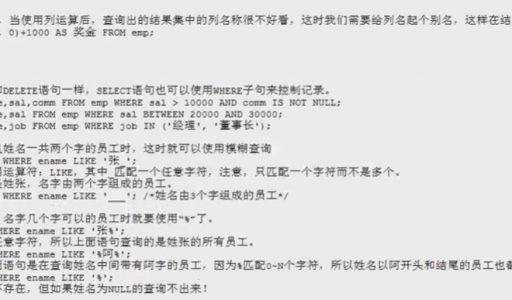 ，当使用列运算后，查询出的结果集中的列名称很不好看，这时我们需要给列名起个别名，这样在结
, 0)+1000 AS 奖金 FROM emp;
DELETE语句一样，SELECT语句也可以使用WHERE子句来控制记录。
e,sal,comm FROM emp WHERE sal > 10000 AND comm IS NOT NULL;
e,sal FROM emp WHERE sal BETWEEN 20000 AND 30000;
e,job FROM emp WHERE job IN ('经理', '董事长');
姓名一共两个字的员工时，这时就可以使用模糊查询
WHERE ename LIKE '张_';
运算符：LIKE，其中_匹配一个任意字符，注意，只匹配一个字符而不是多个。
姓张，名字由两个字组成的员工。
WHERE ename LIKE '___'; /*姓名由3个字组成的员工*/
名字几个字可以的员工时就要使用“%”了。
HERE ename LIKE '张%';
任意字符，所以上面语句查询的是姓张的所有员工。
HERE ename LIKE '%阿%';
语句是在查询姓名中间带有阿字的员工，因为%匹配0~N个字符，所以姓名以阿开头和结尾的员工也
HERE ename LIKE '%';
不存在，但如果姓名为NULL的查询不出来！